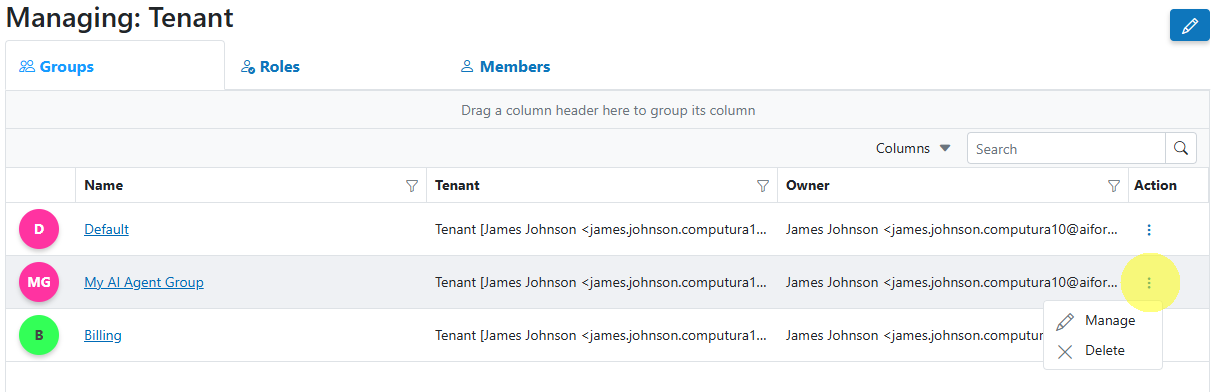 Managing: Tenant
Groups Roles Members
Drag a column header here to group its column
Columns Search
Name Tenant Owner Action
D Default Tenant [James Johnson <james.johnson.computura1... James Johnson <james.johnson.computura10@aifor...
MG My AI Agent Group Tenant [James Johnson <james.johnson.computura1... James Johnson <james.johnson.computura10@aifor...
Manage
B Billing Tenant [James Johnson <james.johnson.computura1... James Johnson <james.johnson.computu
Delete